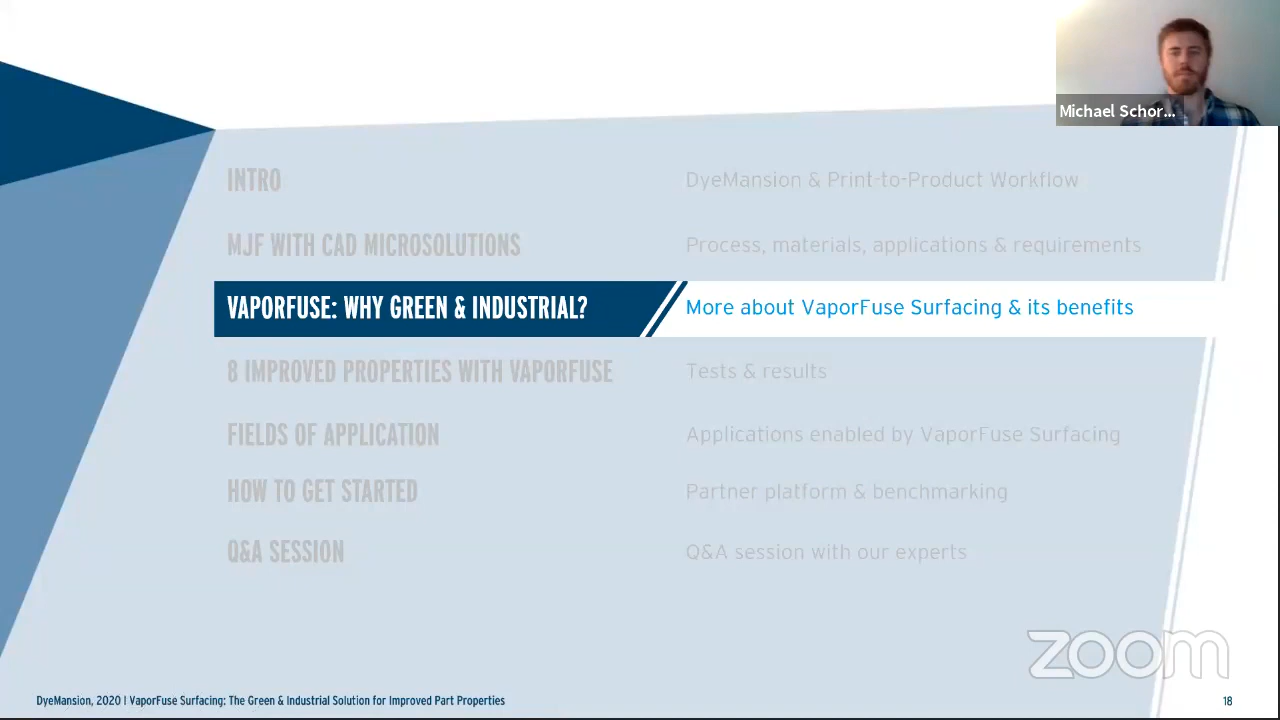 Michael Schor...
INTRO
DyeMansion & Print-to-Product Workflow
MJF WITH CAD MICROSOLUTIONS
Process, materials, applications & requirements
VAPORFUSE: WHY GREEN & INDUSTRIAL?
More about VaporFuse Surfacing & its benefits
8 IMPROVED PROPERTIES WITH VAPORFUSE
Tests & results
FIELDS OF APPLICATION
Applications enabled by VaporFuse Surfacing
HOW TO GET STARTED
Partner platform & benchmarking
Q&A SESSION
Q&A session with our experts
zoom
DyeMansion, 2020 | VaporFuse Surfacing: The Green & Industrial Solution for Improved Part Properties
18